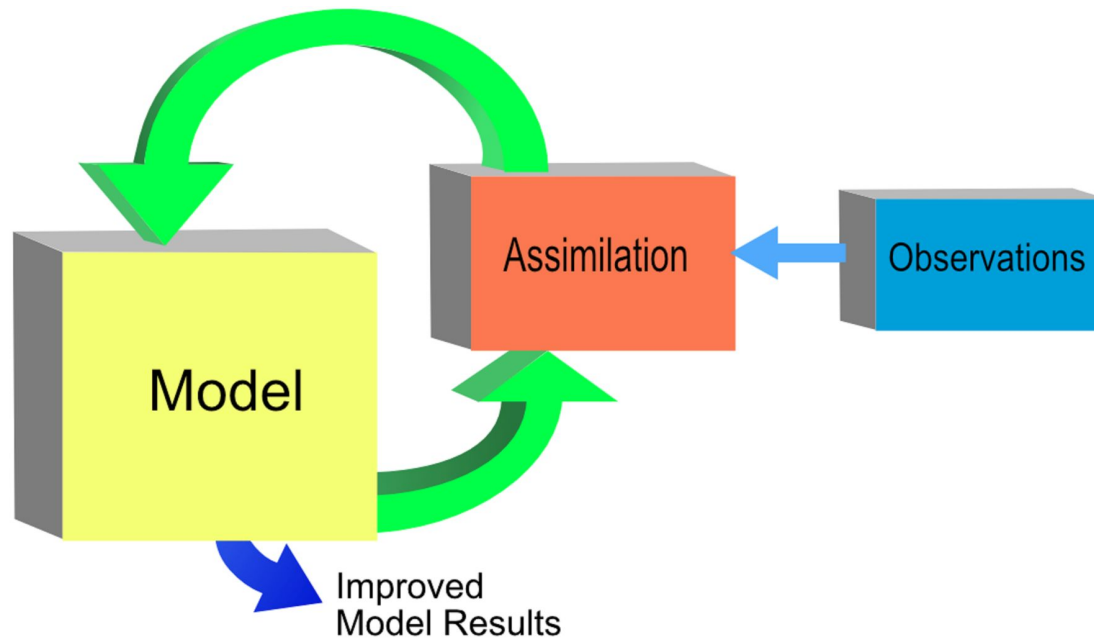 Assimilation
Observations
Model
Improved
Model Results